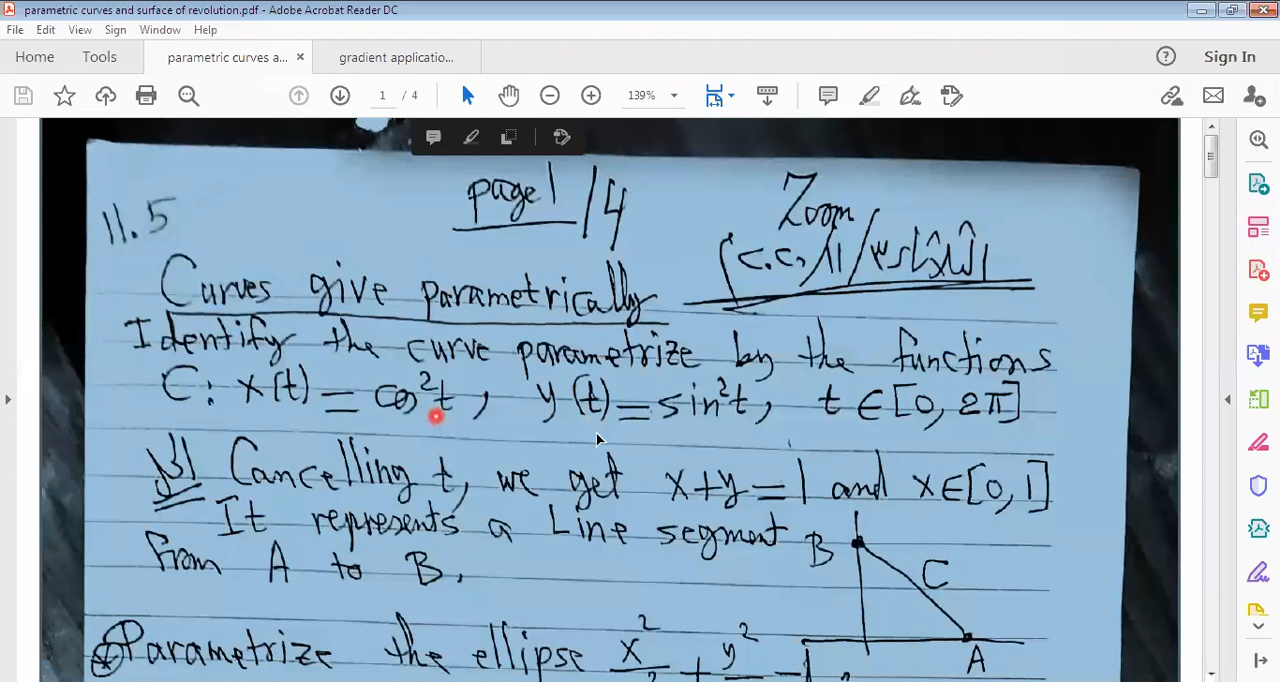 parametric curves and surface of revolution.pdf - Adobe Acrobat Reader DC
File Edit View Sign Window Help
Home Tools parametric curves a... × gradient applicatio... Sign In
1 / 4 139%
page 1/4
11.5
Zoom
Curves give parametrically
Identify the curve parametrize by the functions
C: x(t) = cos²t, y(t) = sin²t, t ∈ [0, 2π]
Cancelling t, we get x+y=1 and x∈[0,1]
It represents a Line segment
from A to B.
B
C
A
Parametrize the ellipse x² + y²